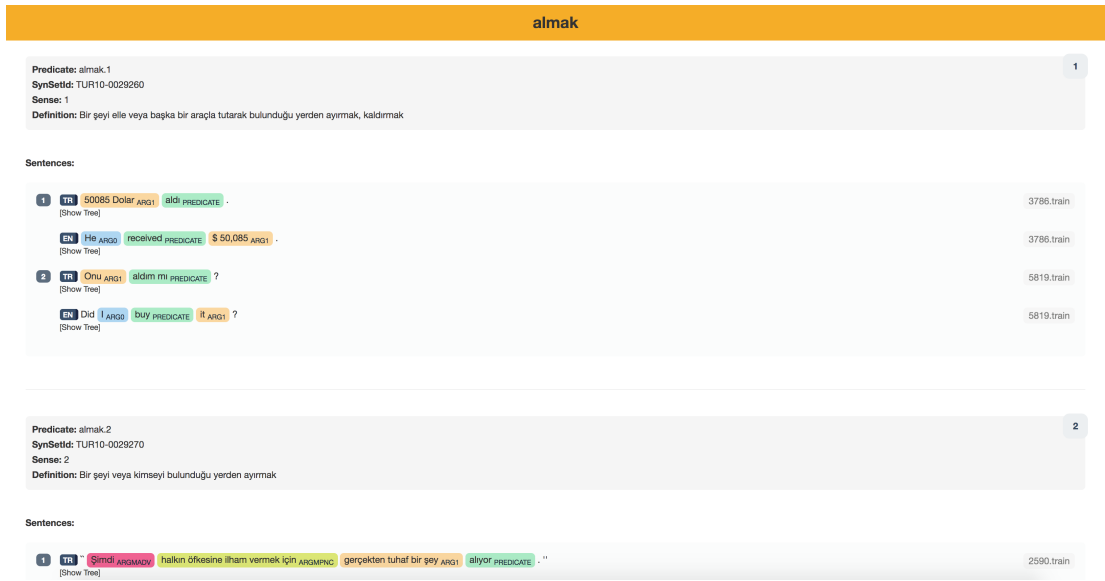 almak
Predicate: almak.1
1
SynSetId: TUR10-0029260
Sense: 1
Definition: Bir şeyi elle veya başka bir araçla tutarak bulunduğu yerden ayırmak, kaldırmak
Sentences:
1 TR 50085 Dolar ARG1 aldı PREDICATE . 3786.train
[Show Tree]
EN He ARG0 received PREDICATE $ 50,085 ARG1 . 3786.train
[Show Tree]
2 TR Onu ARG1 aldım mı PREDICATE ? 5819.train
[Show Tree]
EN Did I ARG0 buy PREDICATE it ARG1 ? 5819.train
[Show Tree]
Predicate: almak.2
2
SynSetId: TUR10-0029270
Sense: 2
Definition: Bir şeyi veya kimseyi bulunduğu yerden ayırmak
Sentences:
1 TR `` Şimdi ARGMADV halkın öfkesine ilham vermek için ARGMPNC gerçekten tuhaf bir şey ARG1 alıyor PREDICATE . '' 2590.train
[Show Tree]